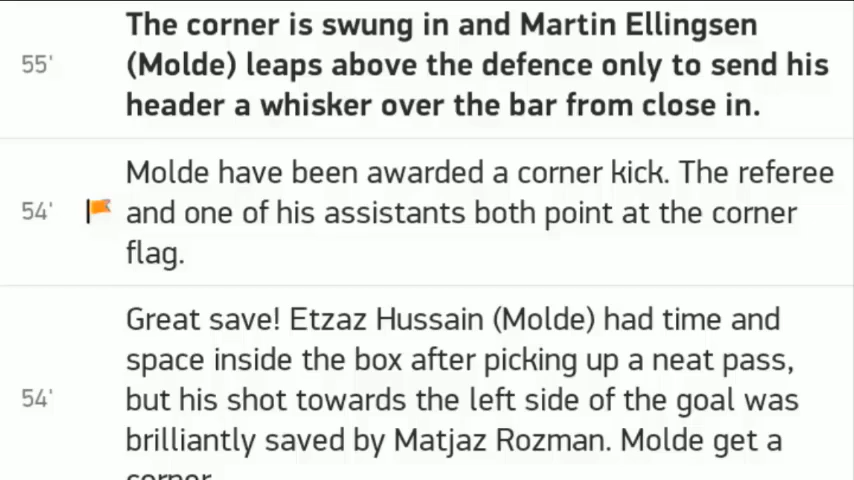 The corner is swung in and Martin Ellingsen
55'
(Molde) leaps above the defence only to send his
header a whisker over the bar from close in.
Molde have been awarded a corner kick. The referee
54'
and one of his assistants both point at the corner
flag.
Great save! Etzaz Hussain (Molde) had time and
space inside the box after picking up a neat pass,
54'
but his shot towards the left side of the goal was
brilliantly saved by Matjaz Rozman. Molde get a
corner